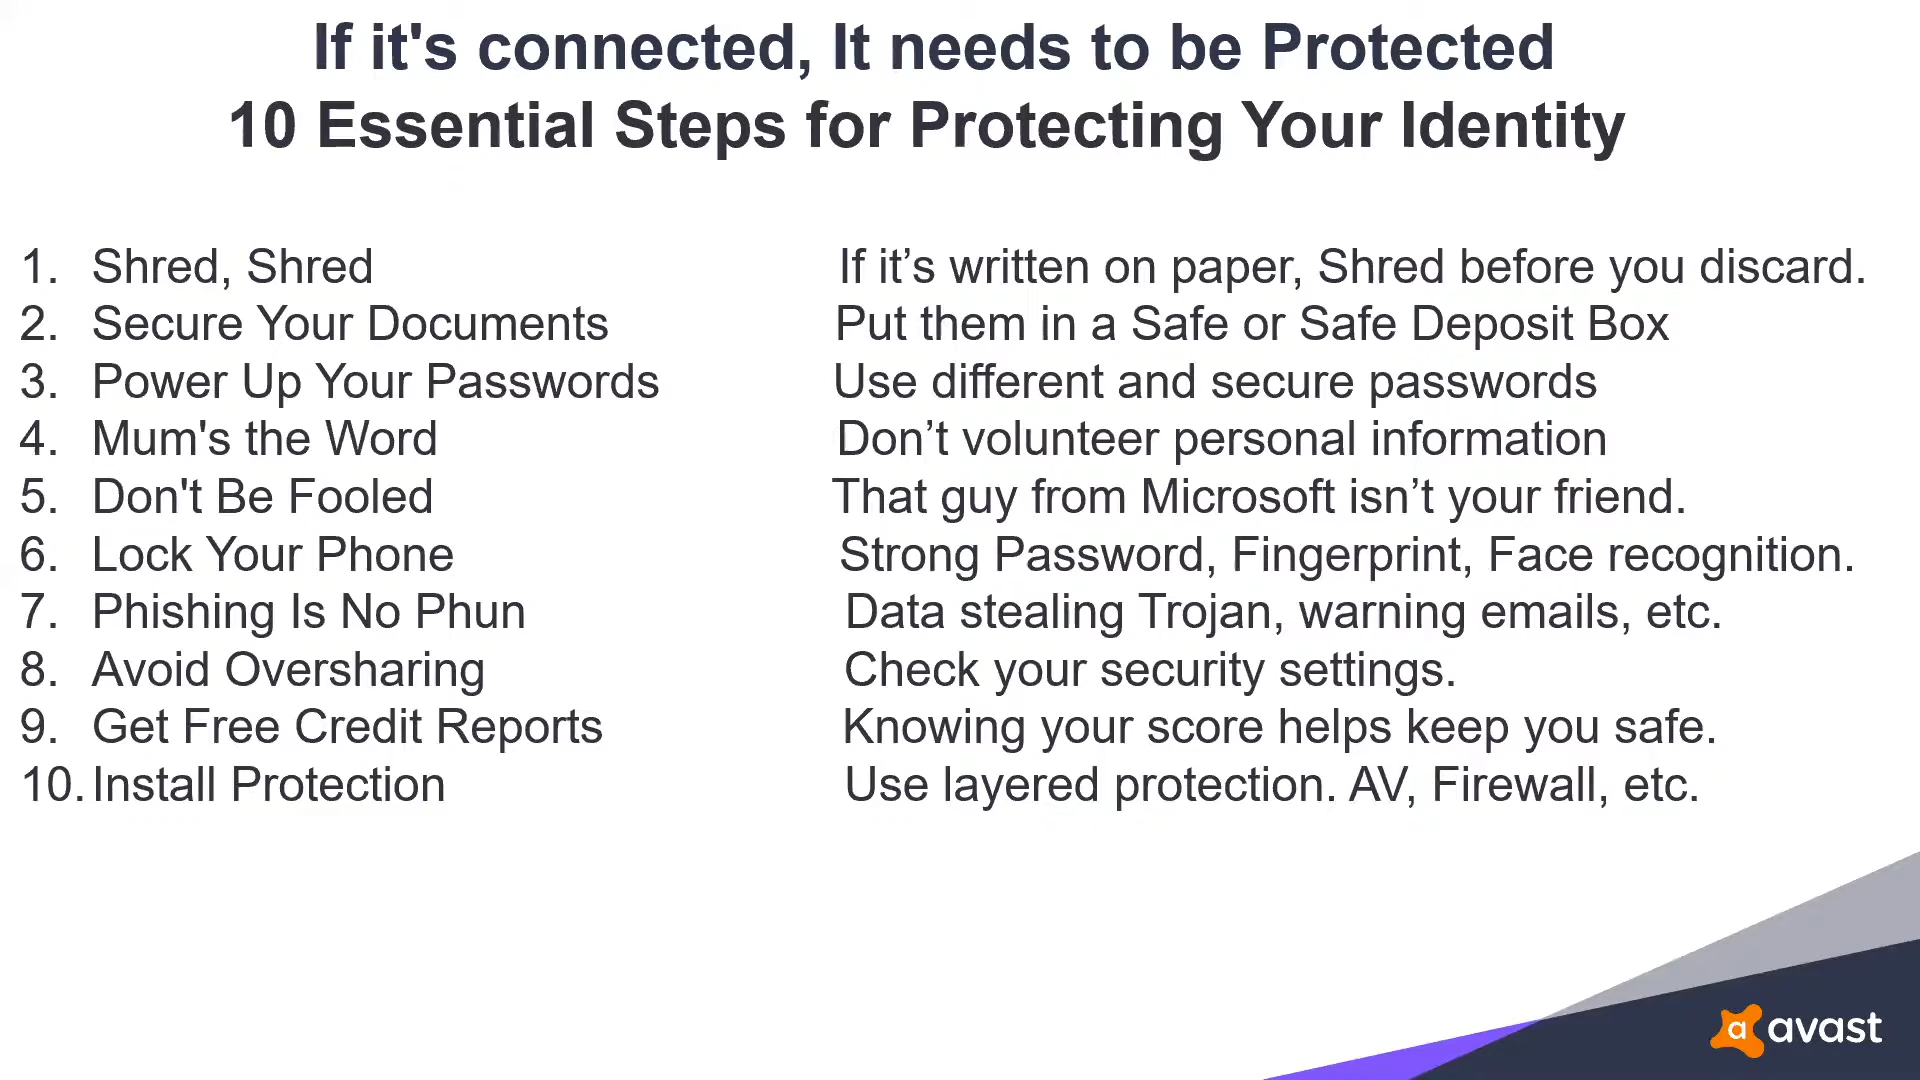 If it's connected, It needs to be Protected
10 Essential Steps for Protecting Your Identity
1. Shred, Shred If it’s written on paper, Shred before you discard.
2. Secure Your Documents Put them in a Safe or Safe Deposit Box
3. Power Up Your Passwords Use different and secure passwords
4. Mum's the Word Don’t volunteer personal information
5. Don't Be Fooled That guy from Microsoft isn’t your friend.
6. Lock Your Phone Strong Password, Fingerprint, Face recognition.
7. Phishing Is No Phun Data stealing Trojan, warning emails, etc.
8. Avoid Oversharing Check your security settings.
9. Get Free Credit Reports Knowing your score helps keep you safe.
10. Install Protection Use layered protection. AV, Firewall, etc.
a avast